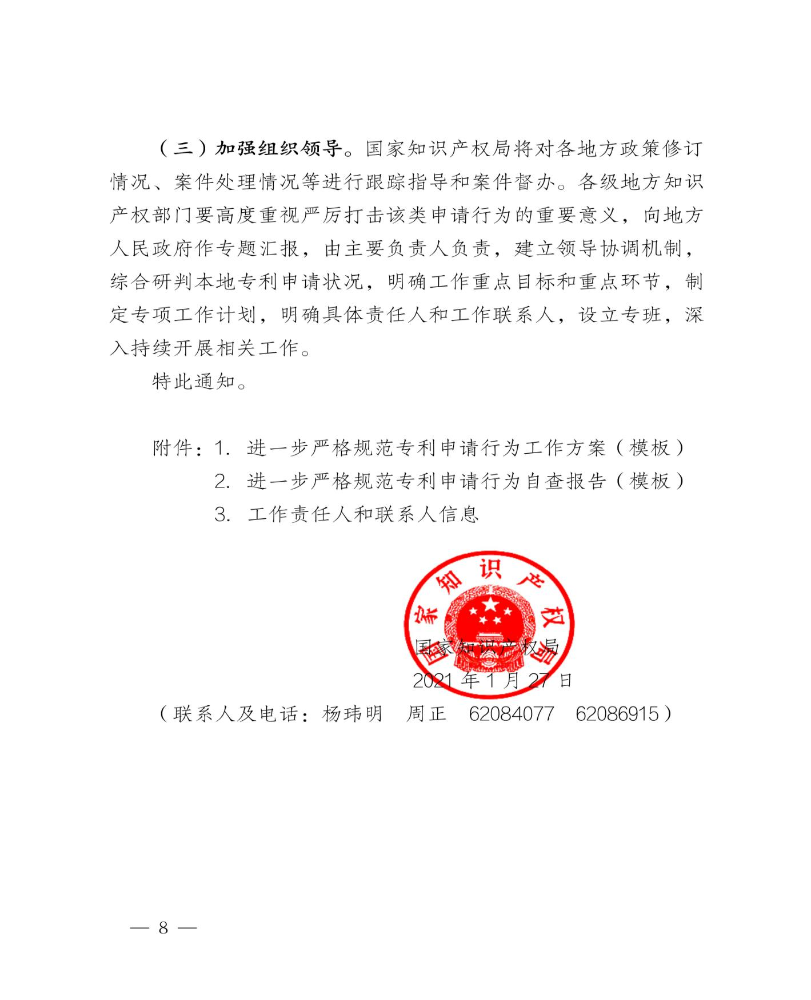 （三）加强组织领导。国家知识产权局将对各地方政策修订
情况、案件处理情况等进行跟踪指导和案件督办。各级地方知识
产权部门要高度重视严厉打击该类申请行为的重要意义，向地方
人民政府作专题汇报，由主要负责人负责，建立领导协调机制，
综合研判本地专利申请状况，明确工作重点目标和重点环节，制
定专项工作计划，明确具体责任人和工作联系人，设立专班，深
入持续开展相关工作。
特此通知。
附件：1. 进一步严格规范专利申请行为工作方案（模板）
2. 进一步严格规范专利申请行为自查报告（模板）
3. 工作责任人和联系人信息
国家知识产权局
国家知识产权局
2021 年 1 月 27 日
（联系人及电话：杨玮明　周正　62084077　62086915）
— 8 —